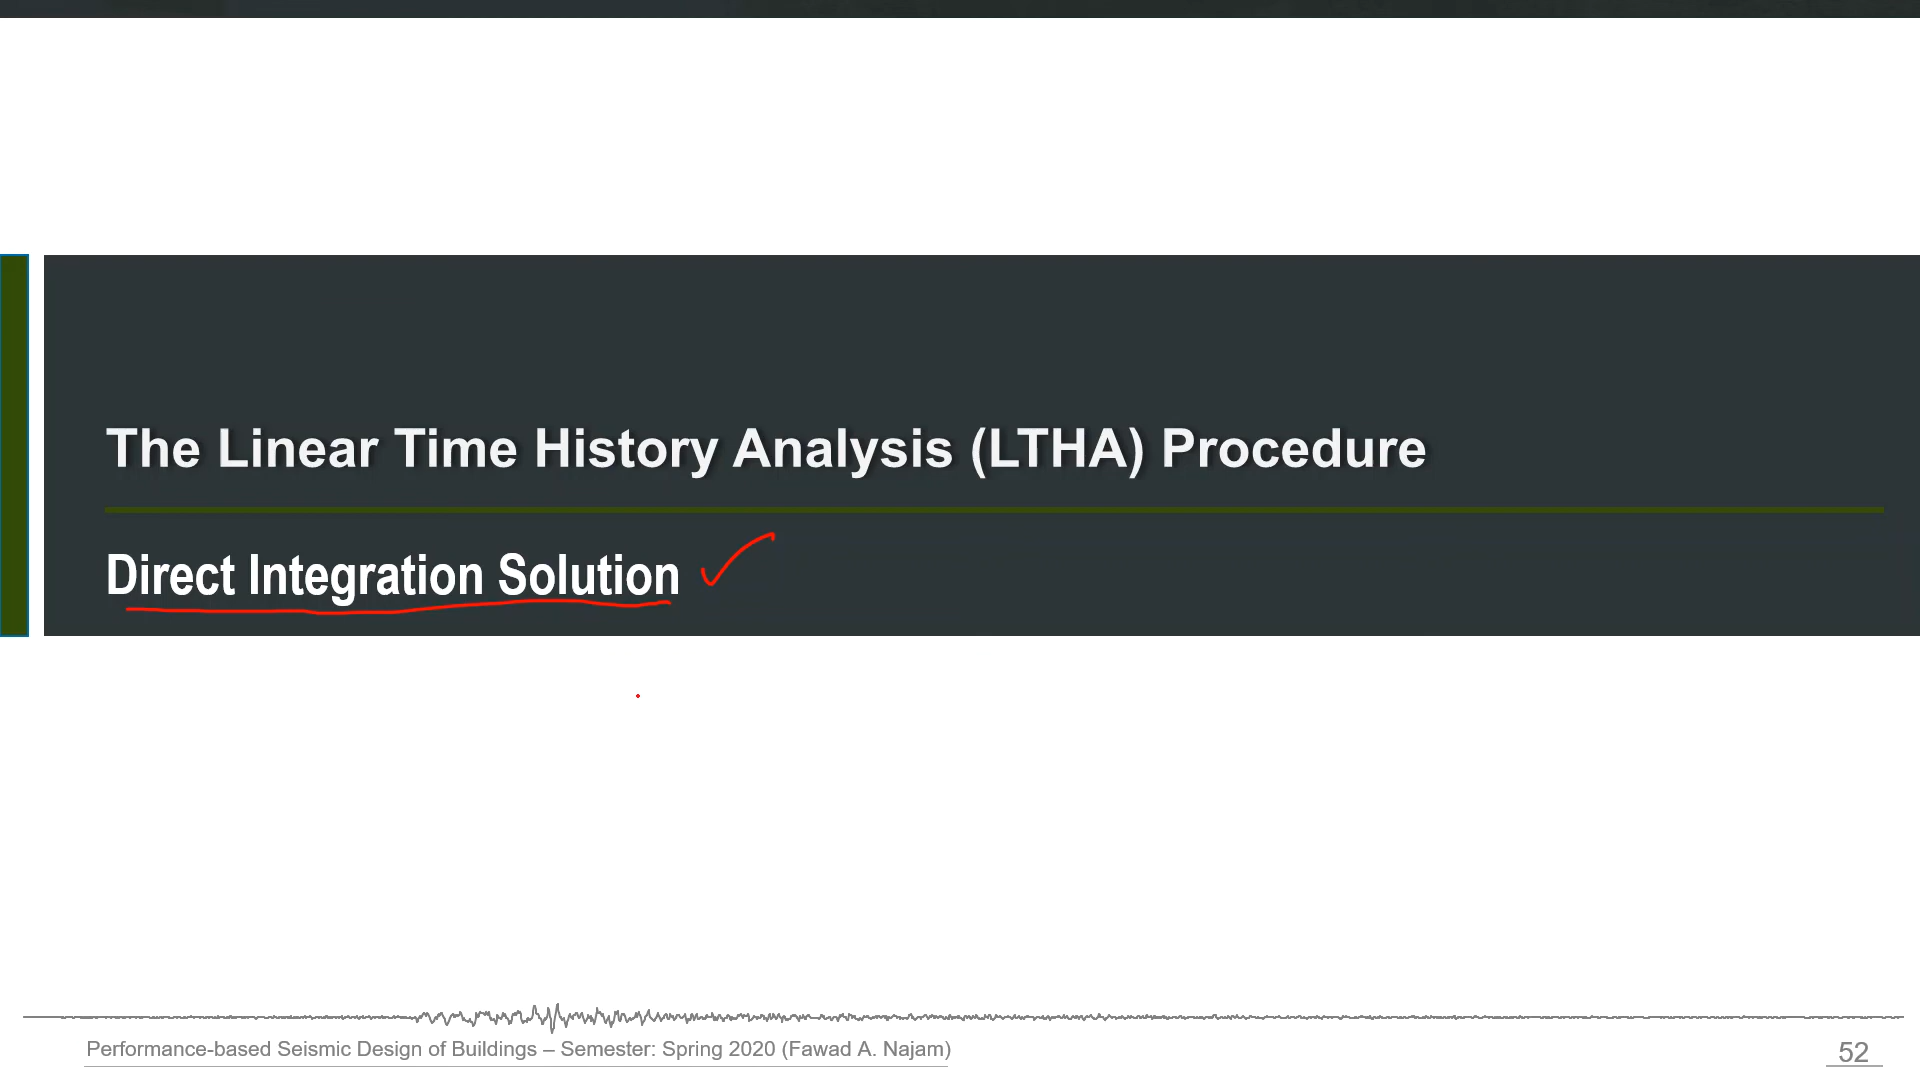 The Linear Time History Analysis (LTHA) Procedure
Direct Integration Solution
Performance-based Seismic Design of Buildings – Semester: Spring 2020 (Fawad A. Najam)
52